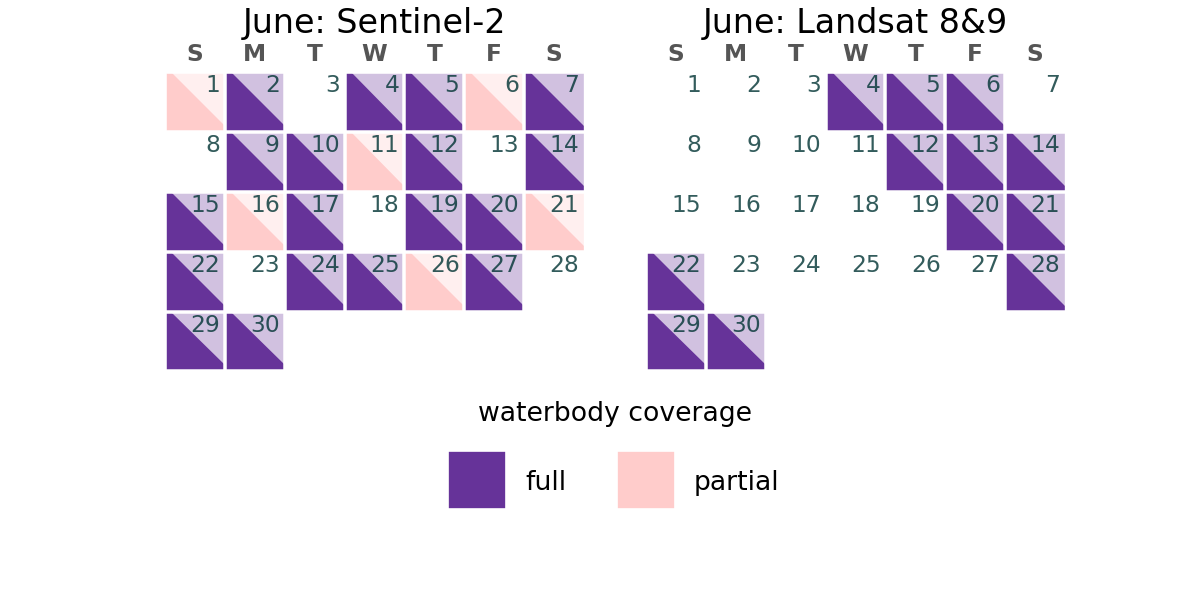 June: Sentinel-2
S M T W T F S
1 2 3 4 5 6 7
8 9 10 11 12 13 14
15 16 17 18 19 20 21
22 23 24 25 26 27 28
29 30
June: Landsat 8&9
S M T W T F S
1 2 3 4 5 6 7
8 9 10 11 12 13 14
15 16 17 18 19 20 21
22 23 24 25 26 27 28
29 30
waterbody coverage
full
partial